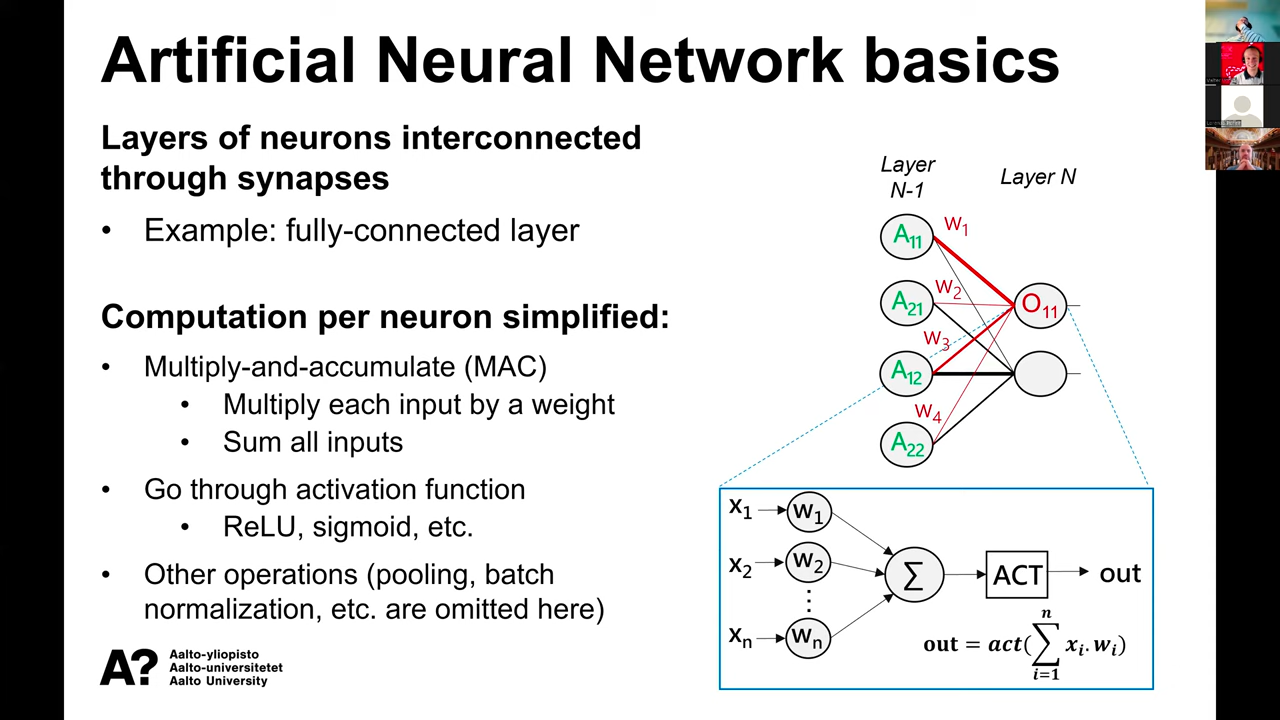 Artificial Neural Network basics
Layers of neurons interconnected
through synapses
• Example: fully-connected layer
Computation per neuron simplified:
• Multiply-and-accumulate (MAC)
• Multiply each input by a weight
• Sum all inputs
• Go through activation function
• ReLU, sigmoid, etc.
• Other operations (pooling, batch
normalization, etc. are omitted here)
A?
Aalto-yliopisto
Aalto-universitetet
Aalto University
Layer
N-1
Layer N
A11
W1
A21
W2
O11
W3
A12
W4
A22
x1
w1
x2
w2
⋮
xn
wn
∑
ACT
out
out = act(∑ⁿᵢ₌₁ xᵢ.wᵢ)